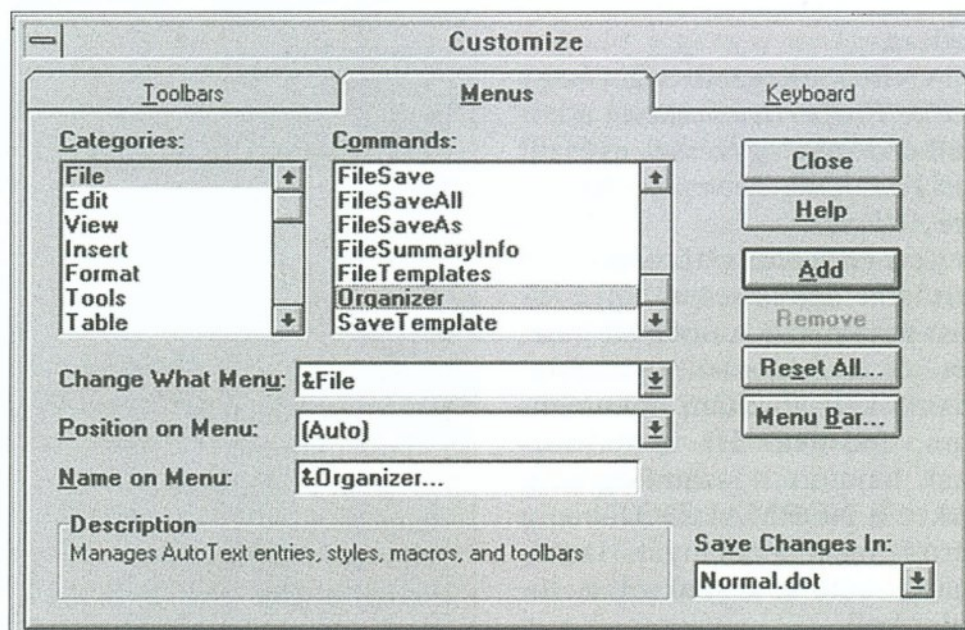 Customize
Toolbars
Menus
Keyboard
Categories:
File
Edit
View
Insert
Format
Tools
Table
Commands:
FileSave
FileSaveAll
FileSaveAs
FileSummaryInfo
FileTemplates
Organizer
SaveTemplate
Close
Help
Add
Remove
Reset All...
Menu Bar...
Change What Menu: &File
Position on Menu: (Auto)
Name on Menu: &Organizer...
Description
Manages AutoText entries, styles, macros, and toolbars
Save Changes In:
Normal.dot